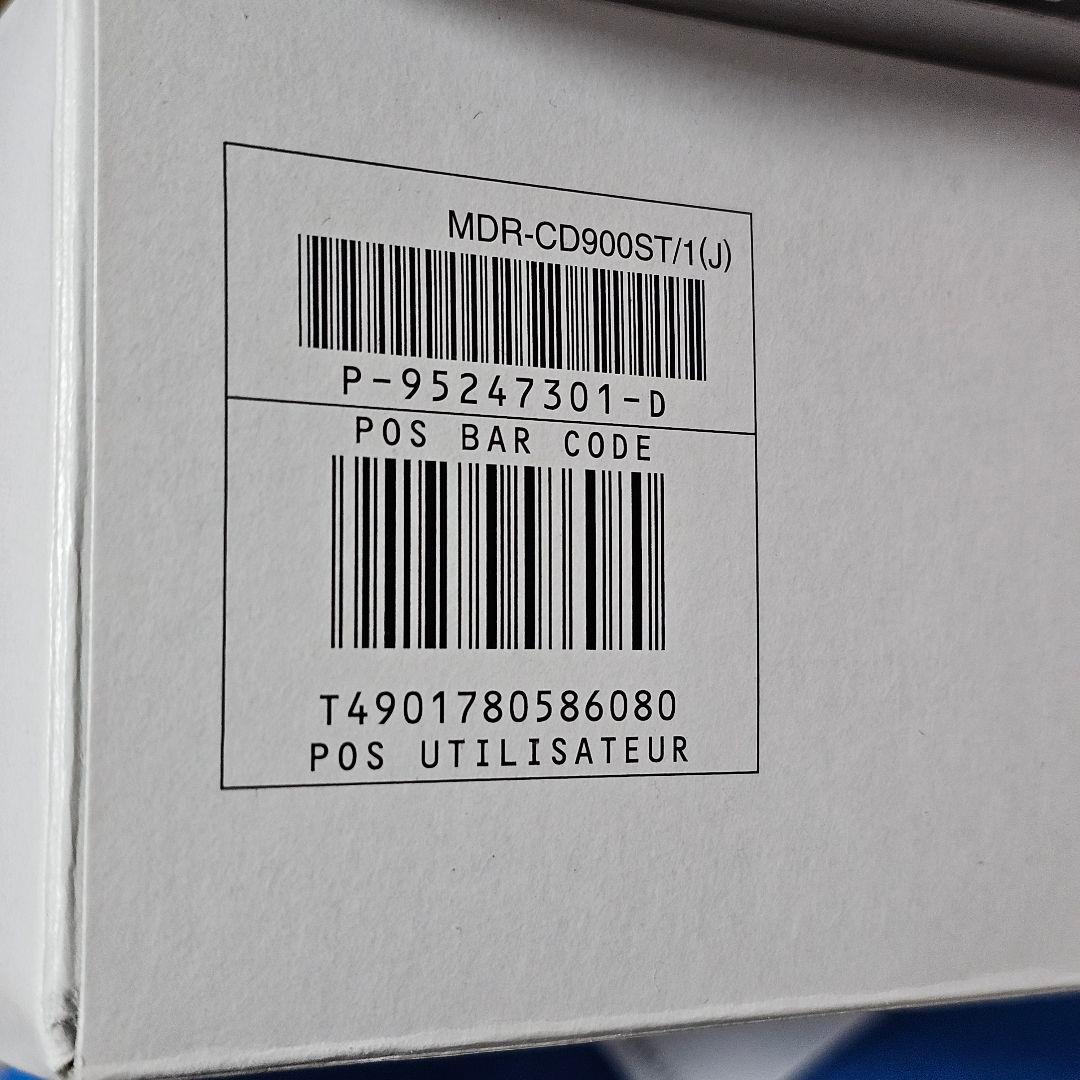 MDR-CD900ST/1(J)
P-95247301-D
POS BAR CODE
T4901780586080
POS UTILISATEUR